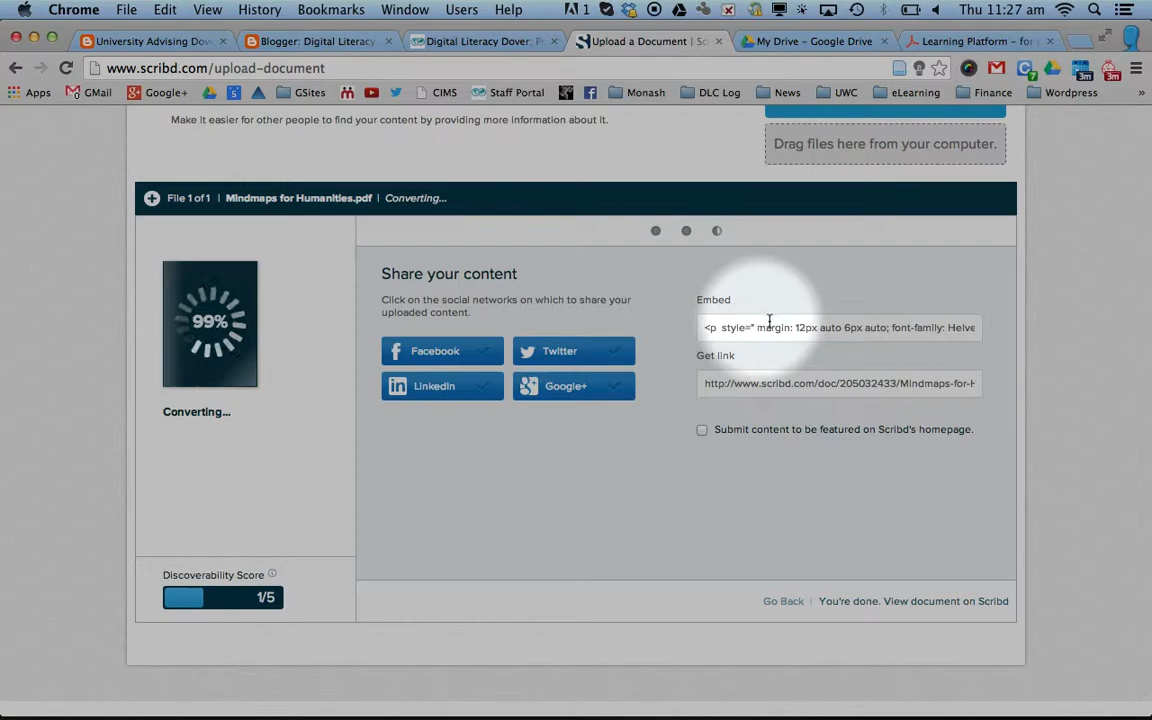 Chrome File Edit View History Bookmarks Window Users Help 1 Thu 11:27 am
University Advising Dov
Blogger: Digital Literacy
Digital Literacy Dover: P
Upload a Document | Sc
My Drive - Google Drive
Learning Platform – for
www.scribd.com/upload-document
7 3m 3m
Apps GMail Google+ GSites CIMS Staff Portal Monash DLC Log News UWC eLearning Finance Wordpress »
Make it easier for other people to find your content by providing more information about it.
Drag files here from your computer.
File 1 of 1 | Mindmaps for Humanities.pdf | Converting...
99%
Converting...
Share your content
Click on the social networks on which to share your
uploaded content.
Facebook Twitter
LinkedIn Google+
Embed
<p style=" margin: 12px auto 6px auto; font-family: Helve
Get link
http://www.scribd.com/doc/205032433/Mindmaps-for-H
Submit content to be featured on Scribd's homepage.
Discoverability Score
1/5
Go Back | You're done. View document on Scribd